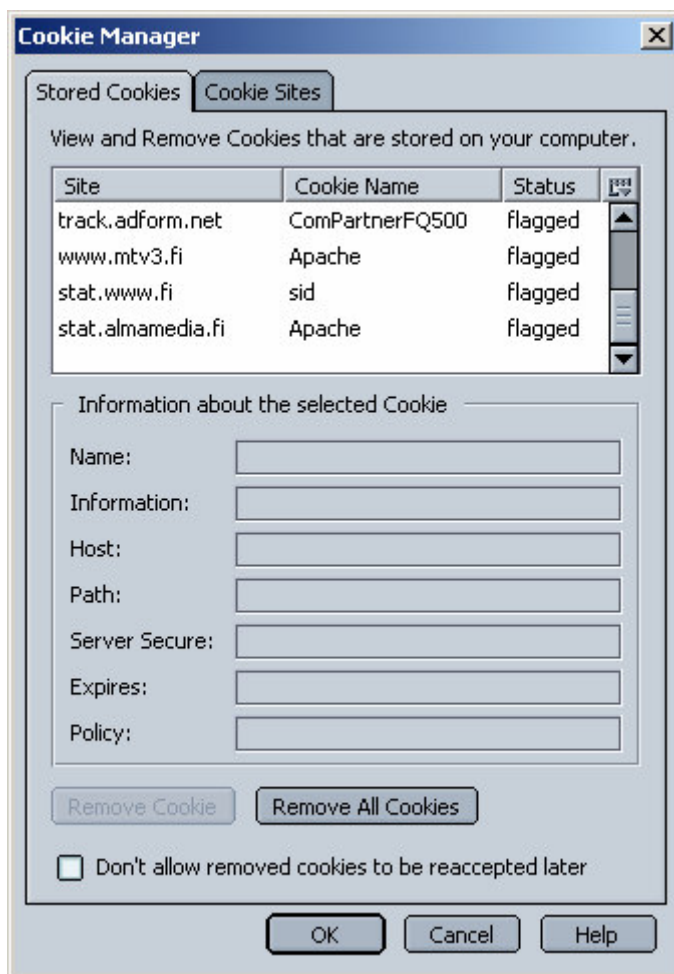 Cookie Manager
Stored Cookies Cookie Sites
View and Remove Cookies that are stored on your computer.
Site Cookie Name Status
track.adform.net ComPartnerFQ500 flagged
www.mtv3.fi Apache flagged
stat.www.fi sid flagged
stat.almamedia.fi Apache flagged
Information about the selected Cookie
Name:
Information:
Host:
Path:
Server Secure:
Expires:
Policy:
Remove Cookie Remove All Cookies
Don't allow removed cookies to be reaccepted later
OK Cancel Help